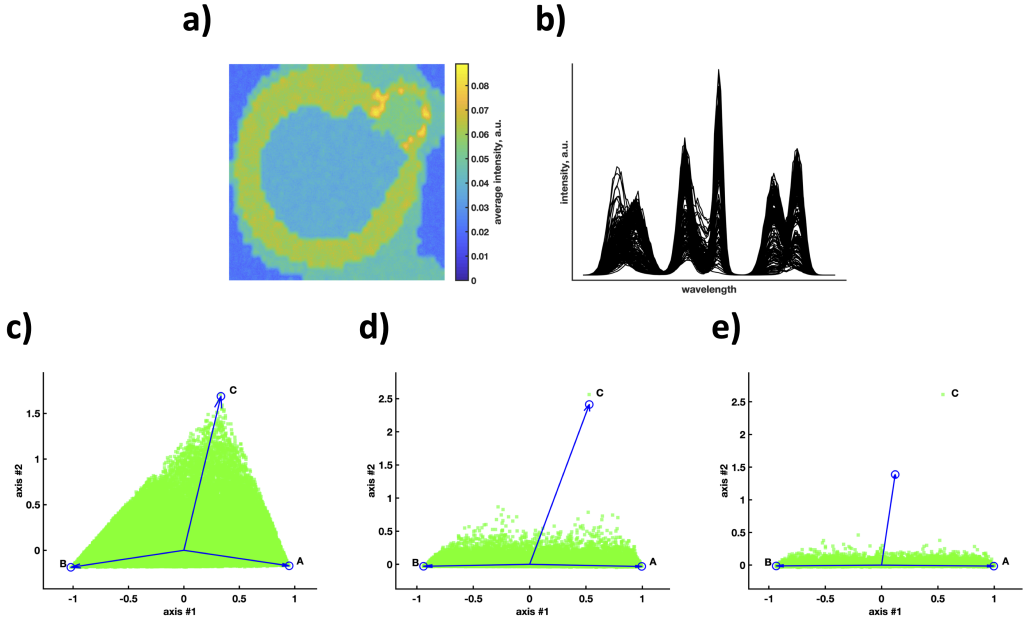 a)
b)
0.08
0.07
0.06
0.05
0.04
0.03
0.02
0.01
0
average intensity, a.u.
intensity, a.u.
wavelength
c)
d)
e)
1.5
1
0.5
0
axis #2
C
B
A
-1
-0.5
0
0.5
1
axis #1
2.5
2
1.5
1
0.5
0
axis #2
C
B
A
-1
-0.5
0
0.5
1
axis #1
2.5
2
1.5
1
0.5
0
axis #2
C
B
A
-1
-0.5
0
0.5
1
axis #1